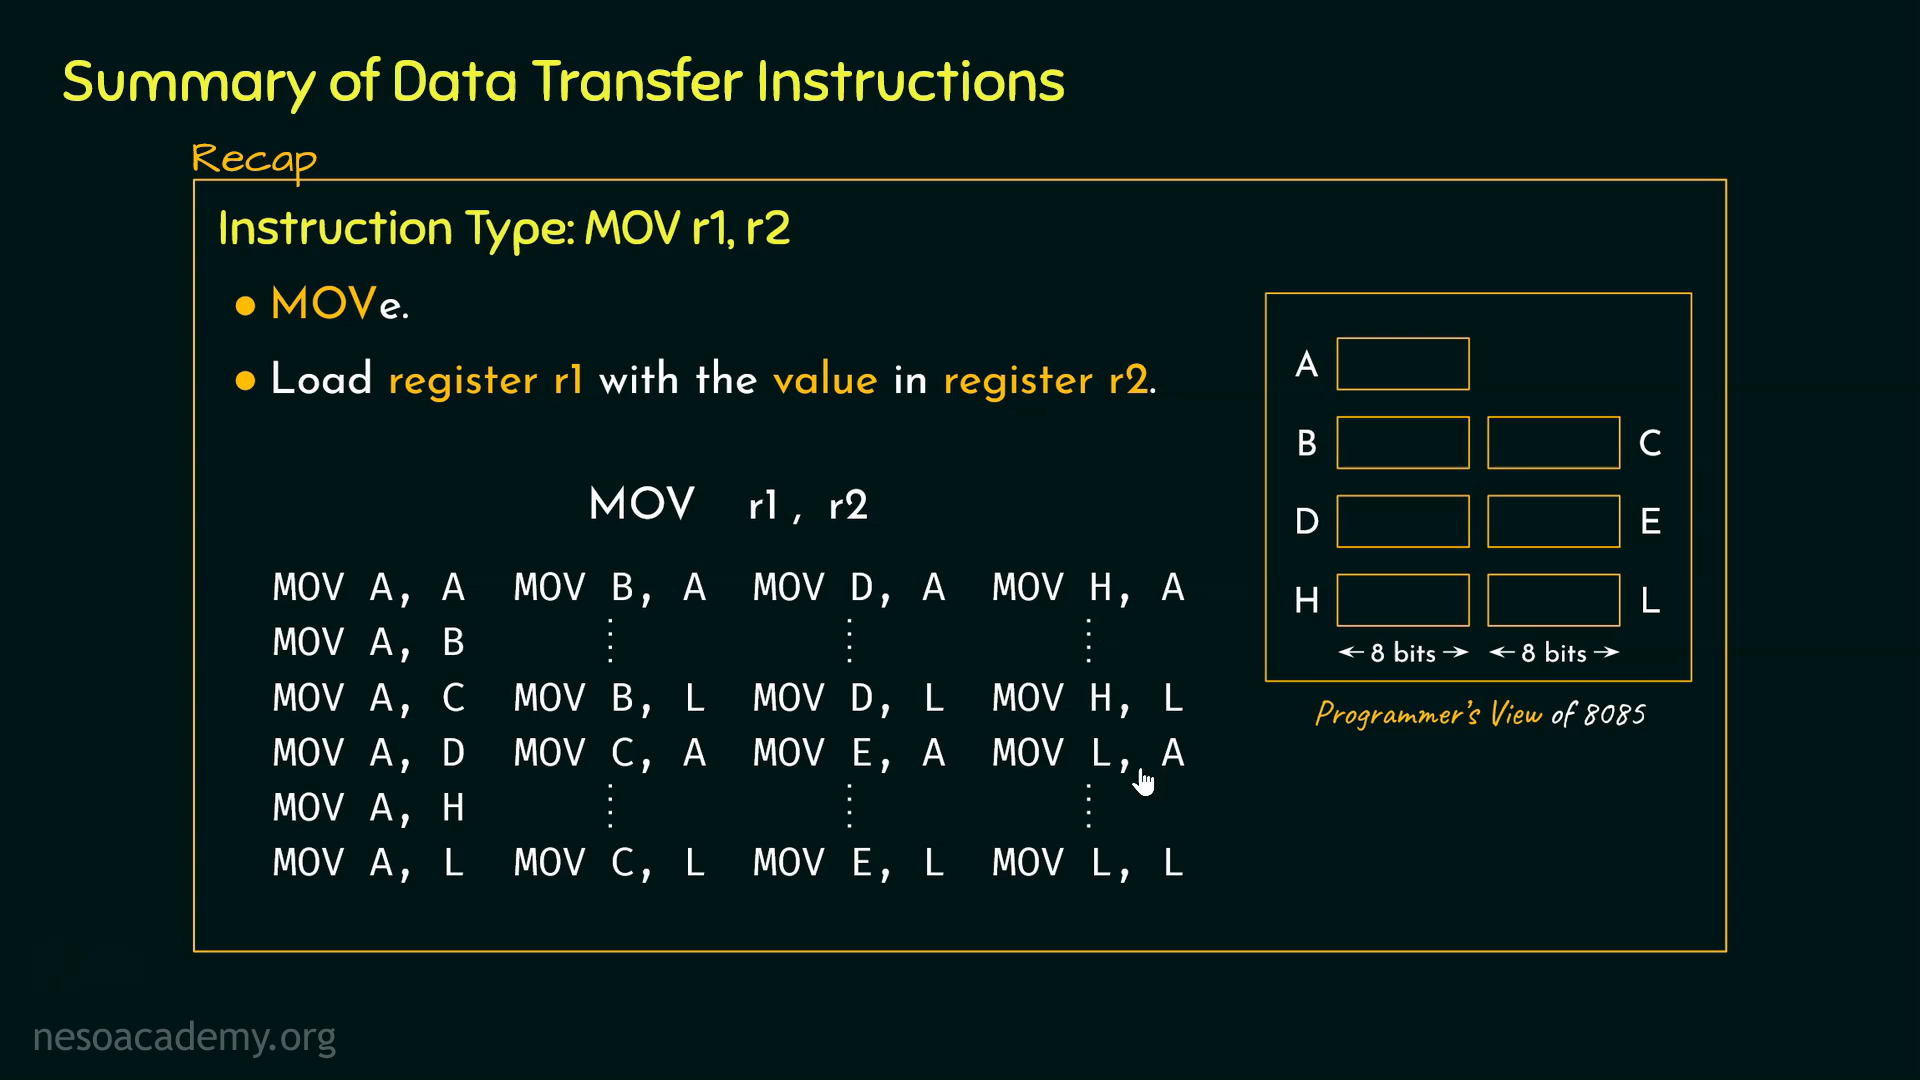 Summary of Data Transfer Instructions
Recap
Instruction Type: MOV r1, r2
MOVe.
Load register r1 with the value in register r2.
MOV r1 , r2
MOV A, A MOV B, A MOV D, A MOV H, A
MOV A, B
MOV A, C MOV B, L MOV D, L MOV H, L
MOV A, D MOV C, A MOV E, A MOV L, A
MOV A, H
MOV A, L MOV C, L MOV E, L MOV L, L
A
B C
D E
H L
8 bits 8 bits
Programmer's View of 8085
nesoacademy.org